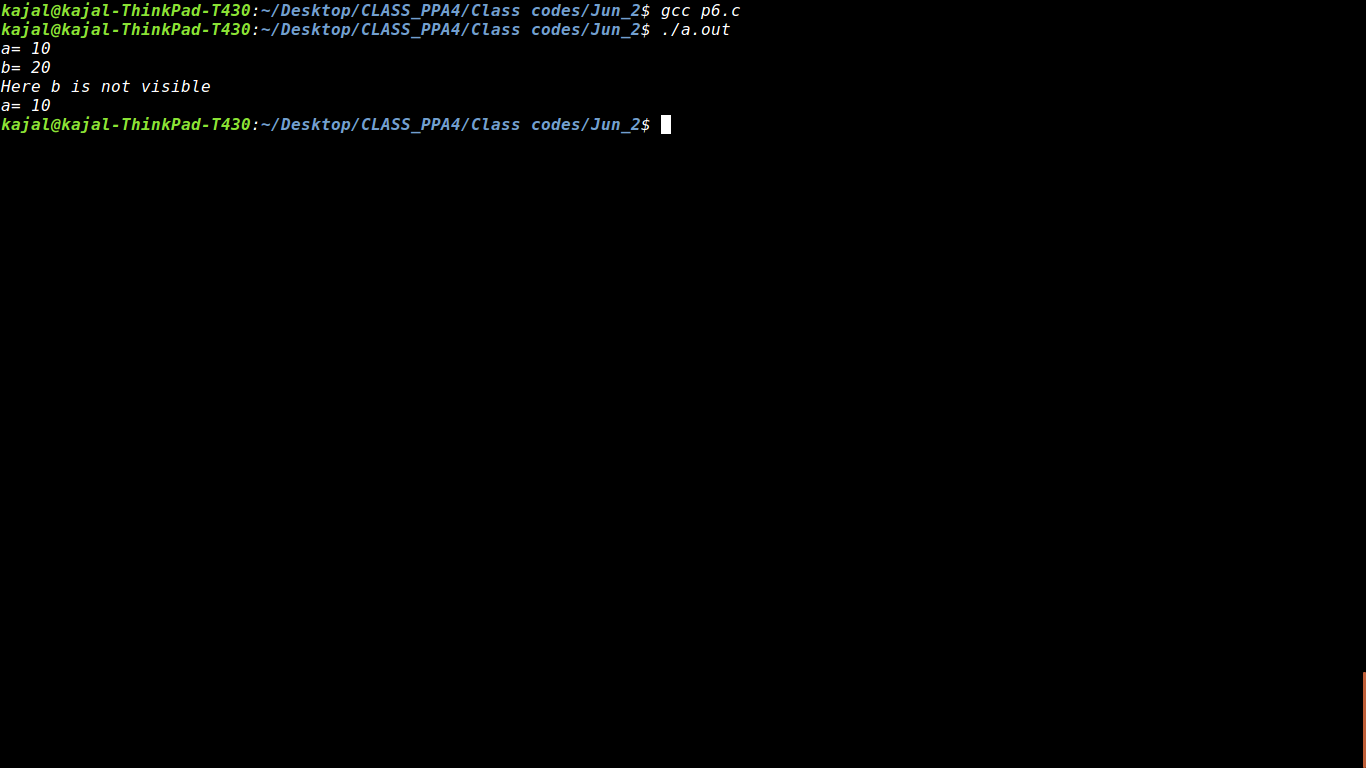 kajal@kajal-ThinkPad-T430:~/Desktop/CLASS_PPA4/Class codes/Jun_2$ gcc p6.c
kajal@kajal-ThinkPad-T430:~/Desktop/CLASS_PPA4/Class codes/Jun_2$ ./a.out
a= 10
b= 20
Here b is not visible
a= 10
kajal@kajal-ThinkPad-T430:~/Desktop/CLASS_PPA4/Class codes/Jun_2$